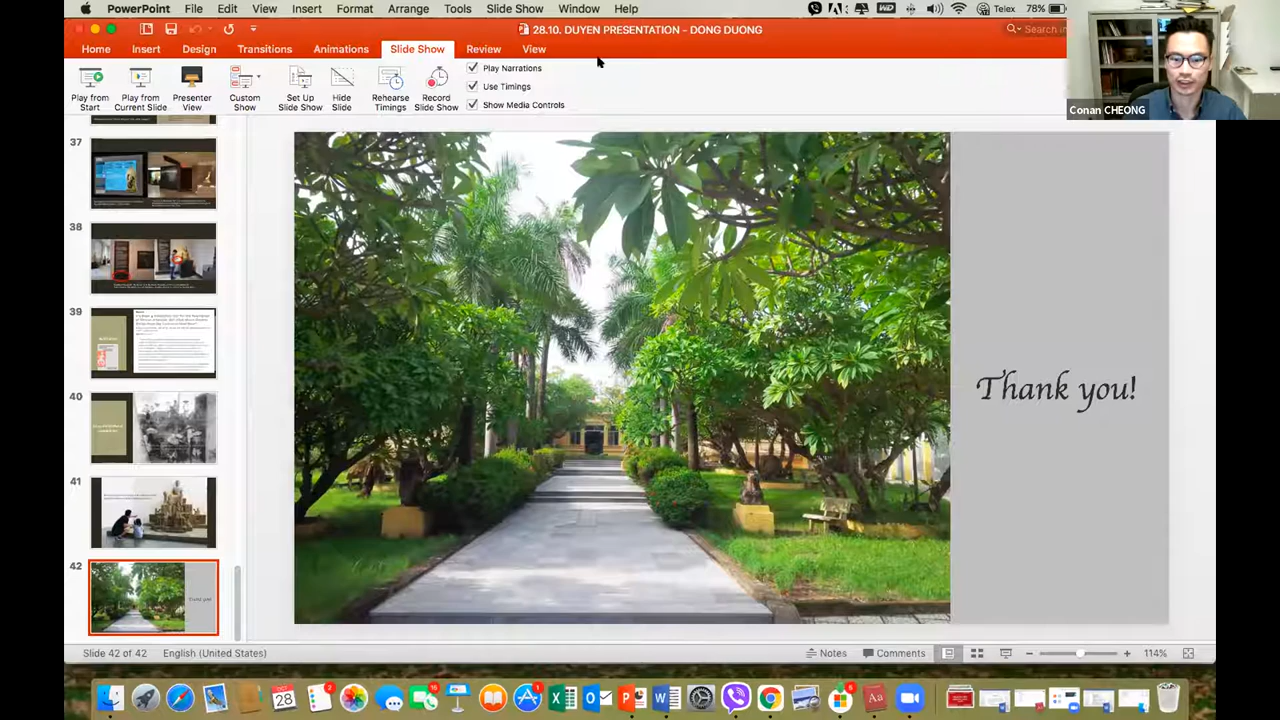 PowerPoint File Edit View Insert Format Arrange Tools Slide Show Window Help
Telex 78%
28.10. DUYEN PRESENTATION - DONG DUONG
Search in
Home Insert Design Transitions Animations Slide Show Review View
Play from Start
Play from Current Slide
Presenter View
Custom Show
Set Up Slide Show
Hide Slide
Rehearse Timings
Record Slide Show
Play Narrations
Use Timings
Show Media Controls
Conan CHEONG
37
38
39
40
41
42
Thank you!
Slide 42 of 42 English (United States)
Notes Comments 114%
OCT
28